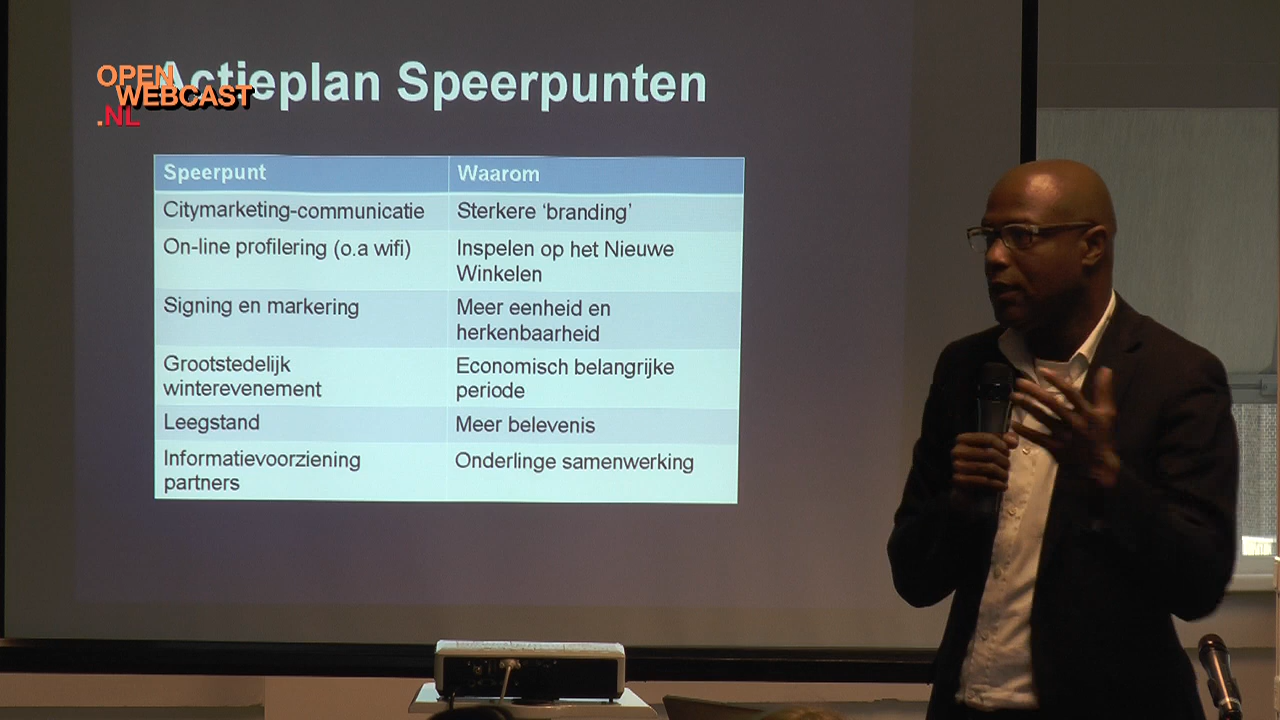 OPEN
WEBCAST
.NL
Actieplan Speerpunten
Speerpunt Waarom
Citymarketing-communicatie Sterkere ‘branding’
On-line profilering (o.a wifi) Inspelen op het Nieuwe
Winkelen
Signing en markering Meer eenheid en
herkenbaarheid
Grootstedelijk Economisch belangrijke
winterevenement periode
Leegstand Meer belevenis
Informatievoorziening Onderlinge samenwerking
partners